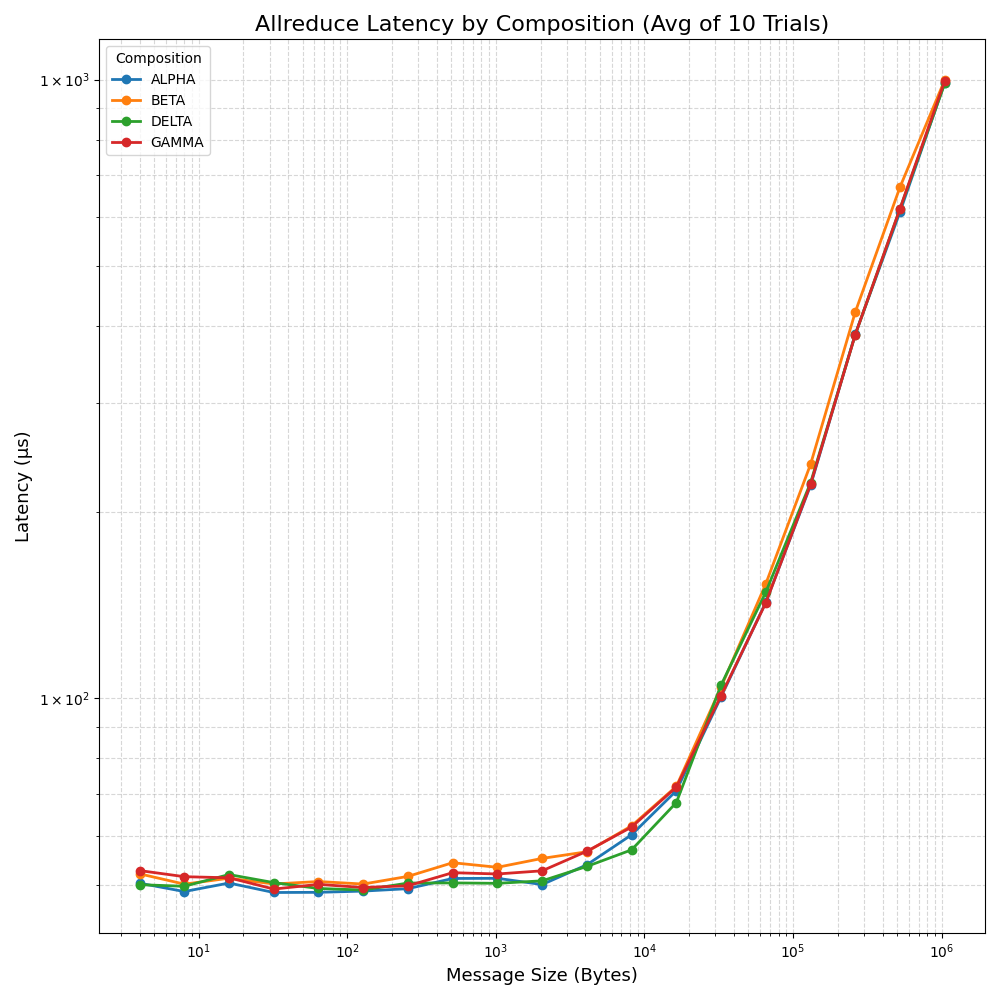 Allreduce Latency by Composition (Avg of 10 Trials)
Composition
ALPHA
BETA
DELTA
GAMMA
1 × 10³
1 × 10²
Latency (μs)
10¹ 10² 10³ 10⁴ 10⁵ 10⁶
Message Size (Bytes)